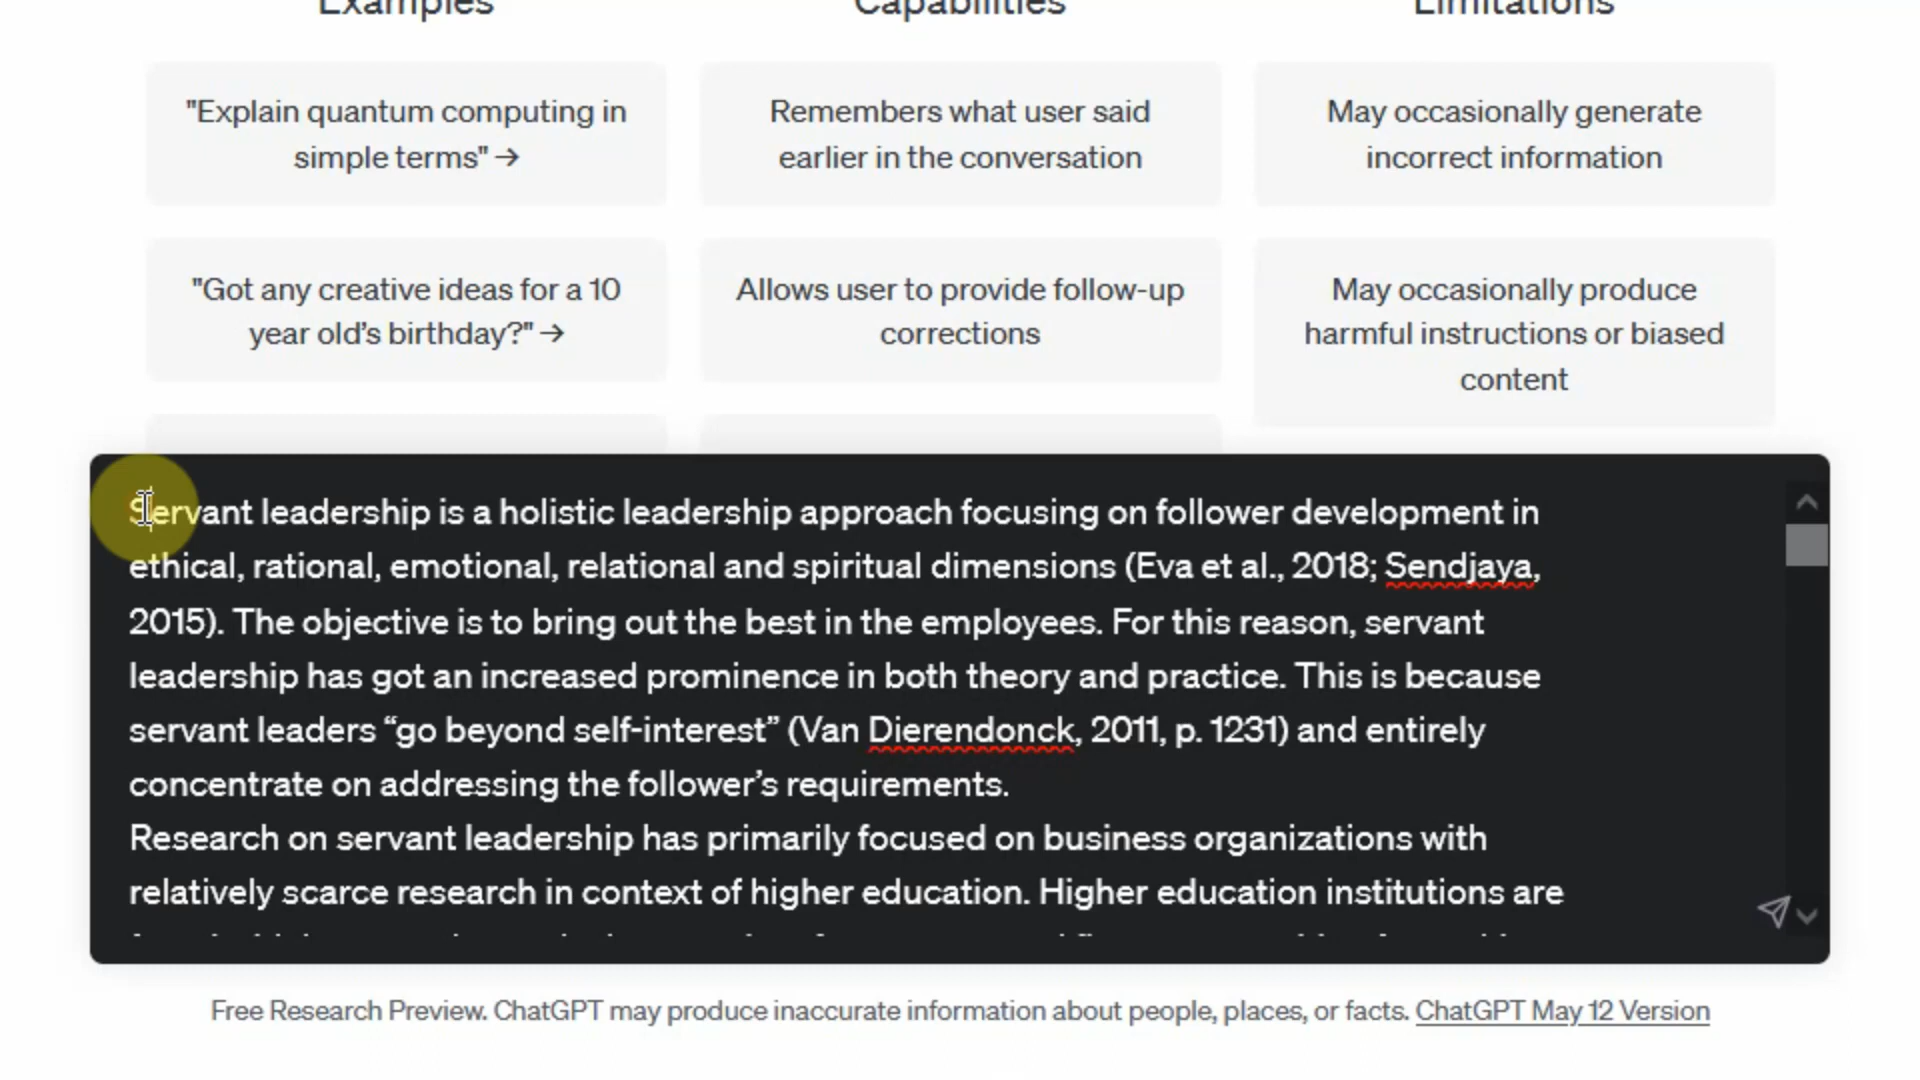 Examples
Capabilities
Limitations
"Explain quantum computing in
simple terms" →
Remembers what user said
earlier in the conversation
May occasionally generate
incorrect information
"Got any creative ideas for a 10
year old's birthday?" →
Allows user to provide follow-up
corrections
May occasionally produce
harmful instructions or biased
content
Servant leadership is a holistic leadership approach focusing on follower development in
ethical, rational, emotional, relational and spiritual dimensions (Eva et al., 2018; Sendjaya,
2015). The objective is to bring out the best in the employees. For this reason, servant
leadership has got an increased prominence in both theory and practice. This is because
servant leaders “go beyond self-interest” (Van Dierendonck, 2011, p. 1231) and entirely
concentrate on addressing the follower’s requirements.
Research on servant leadership has primarily focused on business organizations with
relatively scarce research in context of higher education. Higher education institutions are
Free Research Preview. ChatGPT may produce inaccurate information about people, places, or facts. ChatGPT May 12 Version